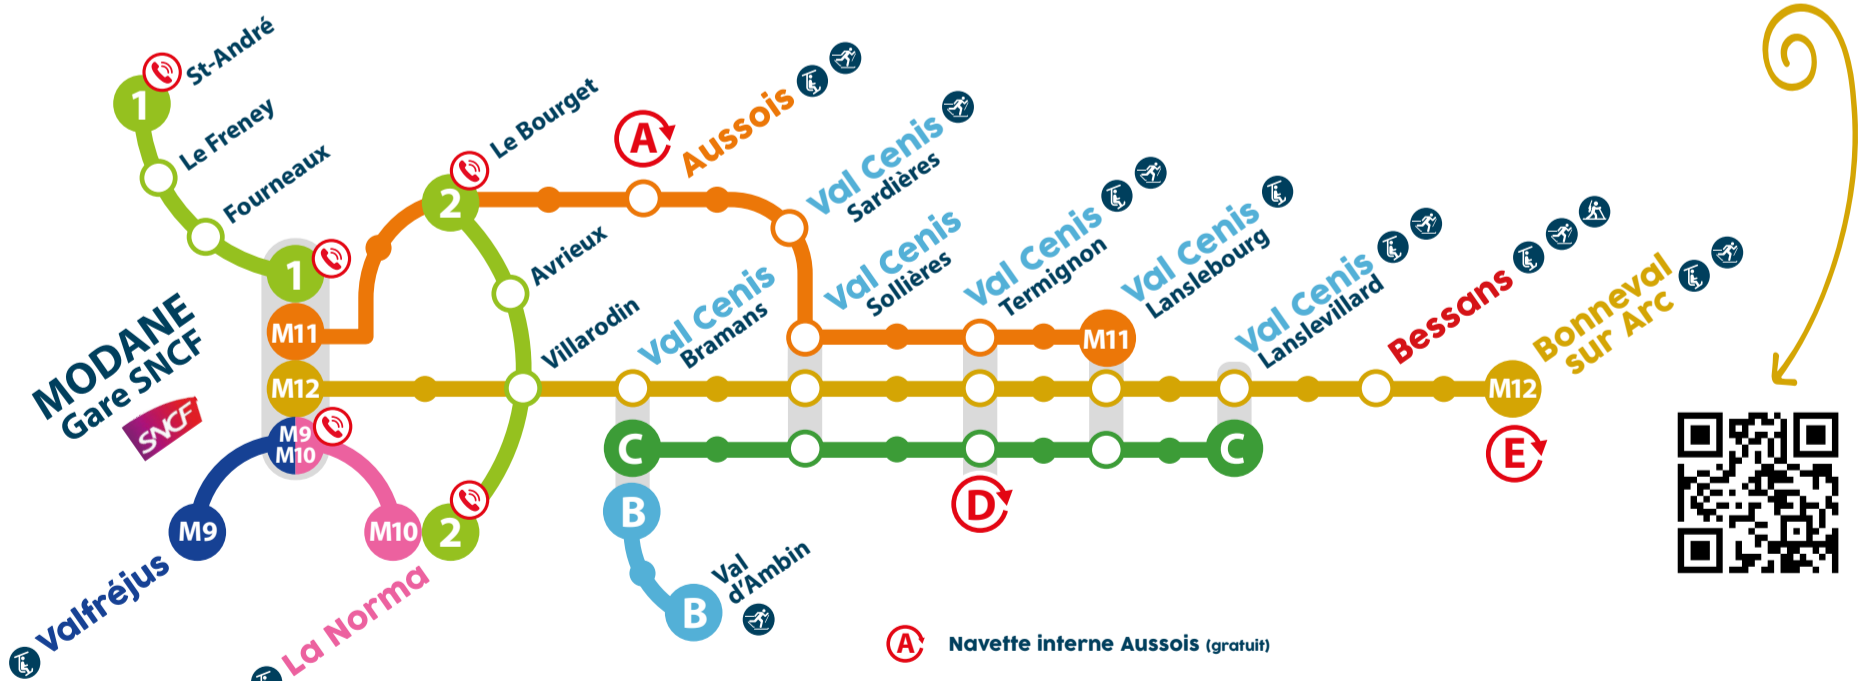 1
St-André
Le Freney
Fourneaux
1
M11
M12
M9
M10
MODANE
Gare SNCF
SNCF
M9
Valfréjus
M10
La Norma
2
2
Le Bourget
Avrieux
Villarodin
A
Aussois
Val Cenis
Sardières
Val Cenis
Bramans
Val Cenis
Sollières
Val Cenis
Termignon
Val Cenis
Lanslebourg
M11
Val Cenis
Lanslevillard
Bessans
Bonneval
sur Arc
M12
E
C
C
D
B
B
Val
d'Ambin
A Navette interne Aussois (gratuit)